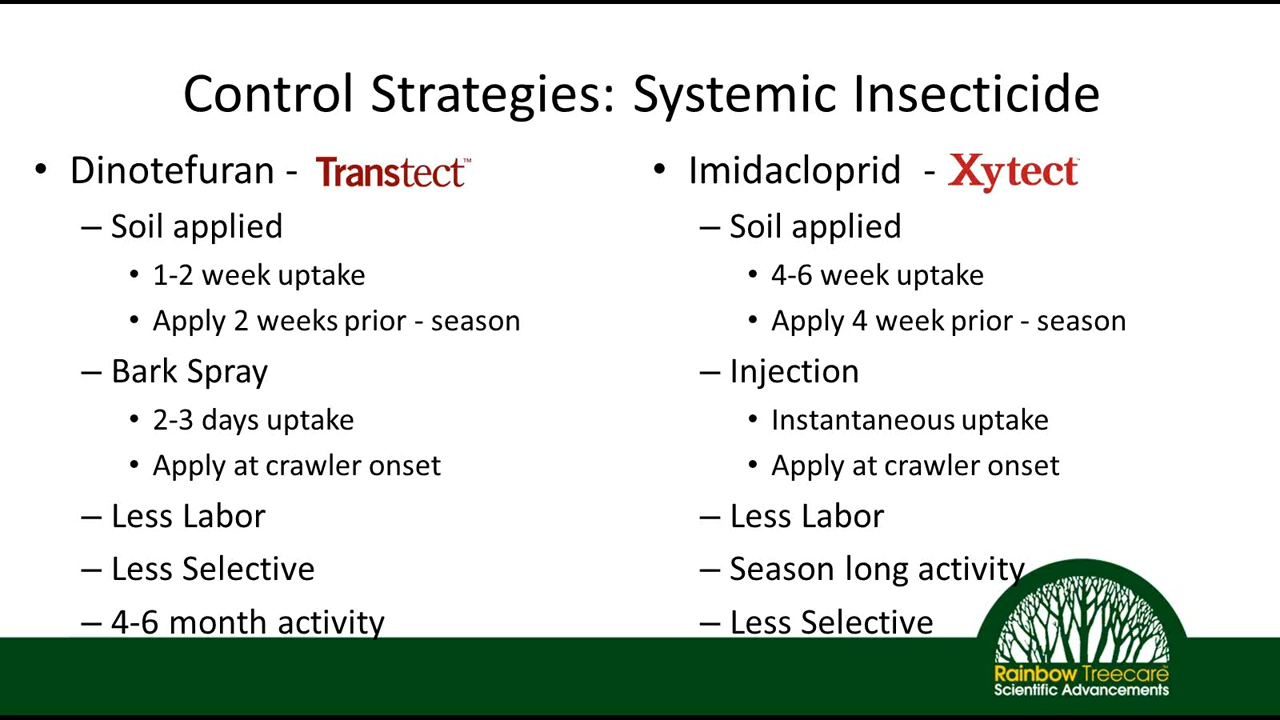 Control Strategies: Systemic Insecticide
• Dinotefuran - Transtect™
– Soil applied
• 1-2 week uptake
• Apply 2 weeks prior - season
– Bark Spray
• 2-3 days uptake
• Apply at crawler onset
– Less Labor
– Less Selective
– 4-6 month activity
• Imidacloprid - Xytect™
– Soil applied
• 4-6 week uptake
• Apply 4 week prior - season
– Injection
• Instantaneous uptake
• Apply at crawler onset
– Less Labor
– Season long activity
– Less Selective
Rainbow Treecare™
Scientific Advancements